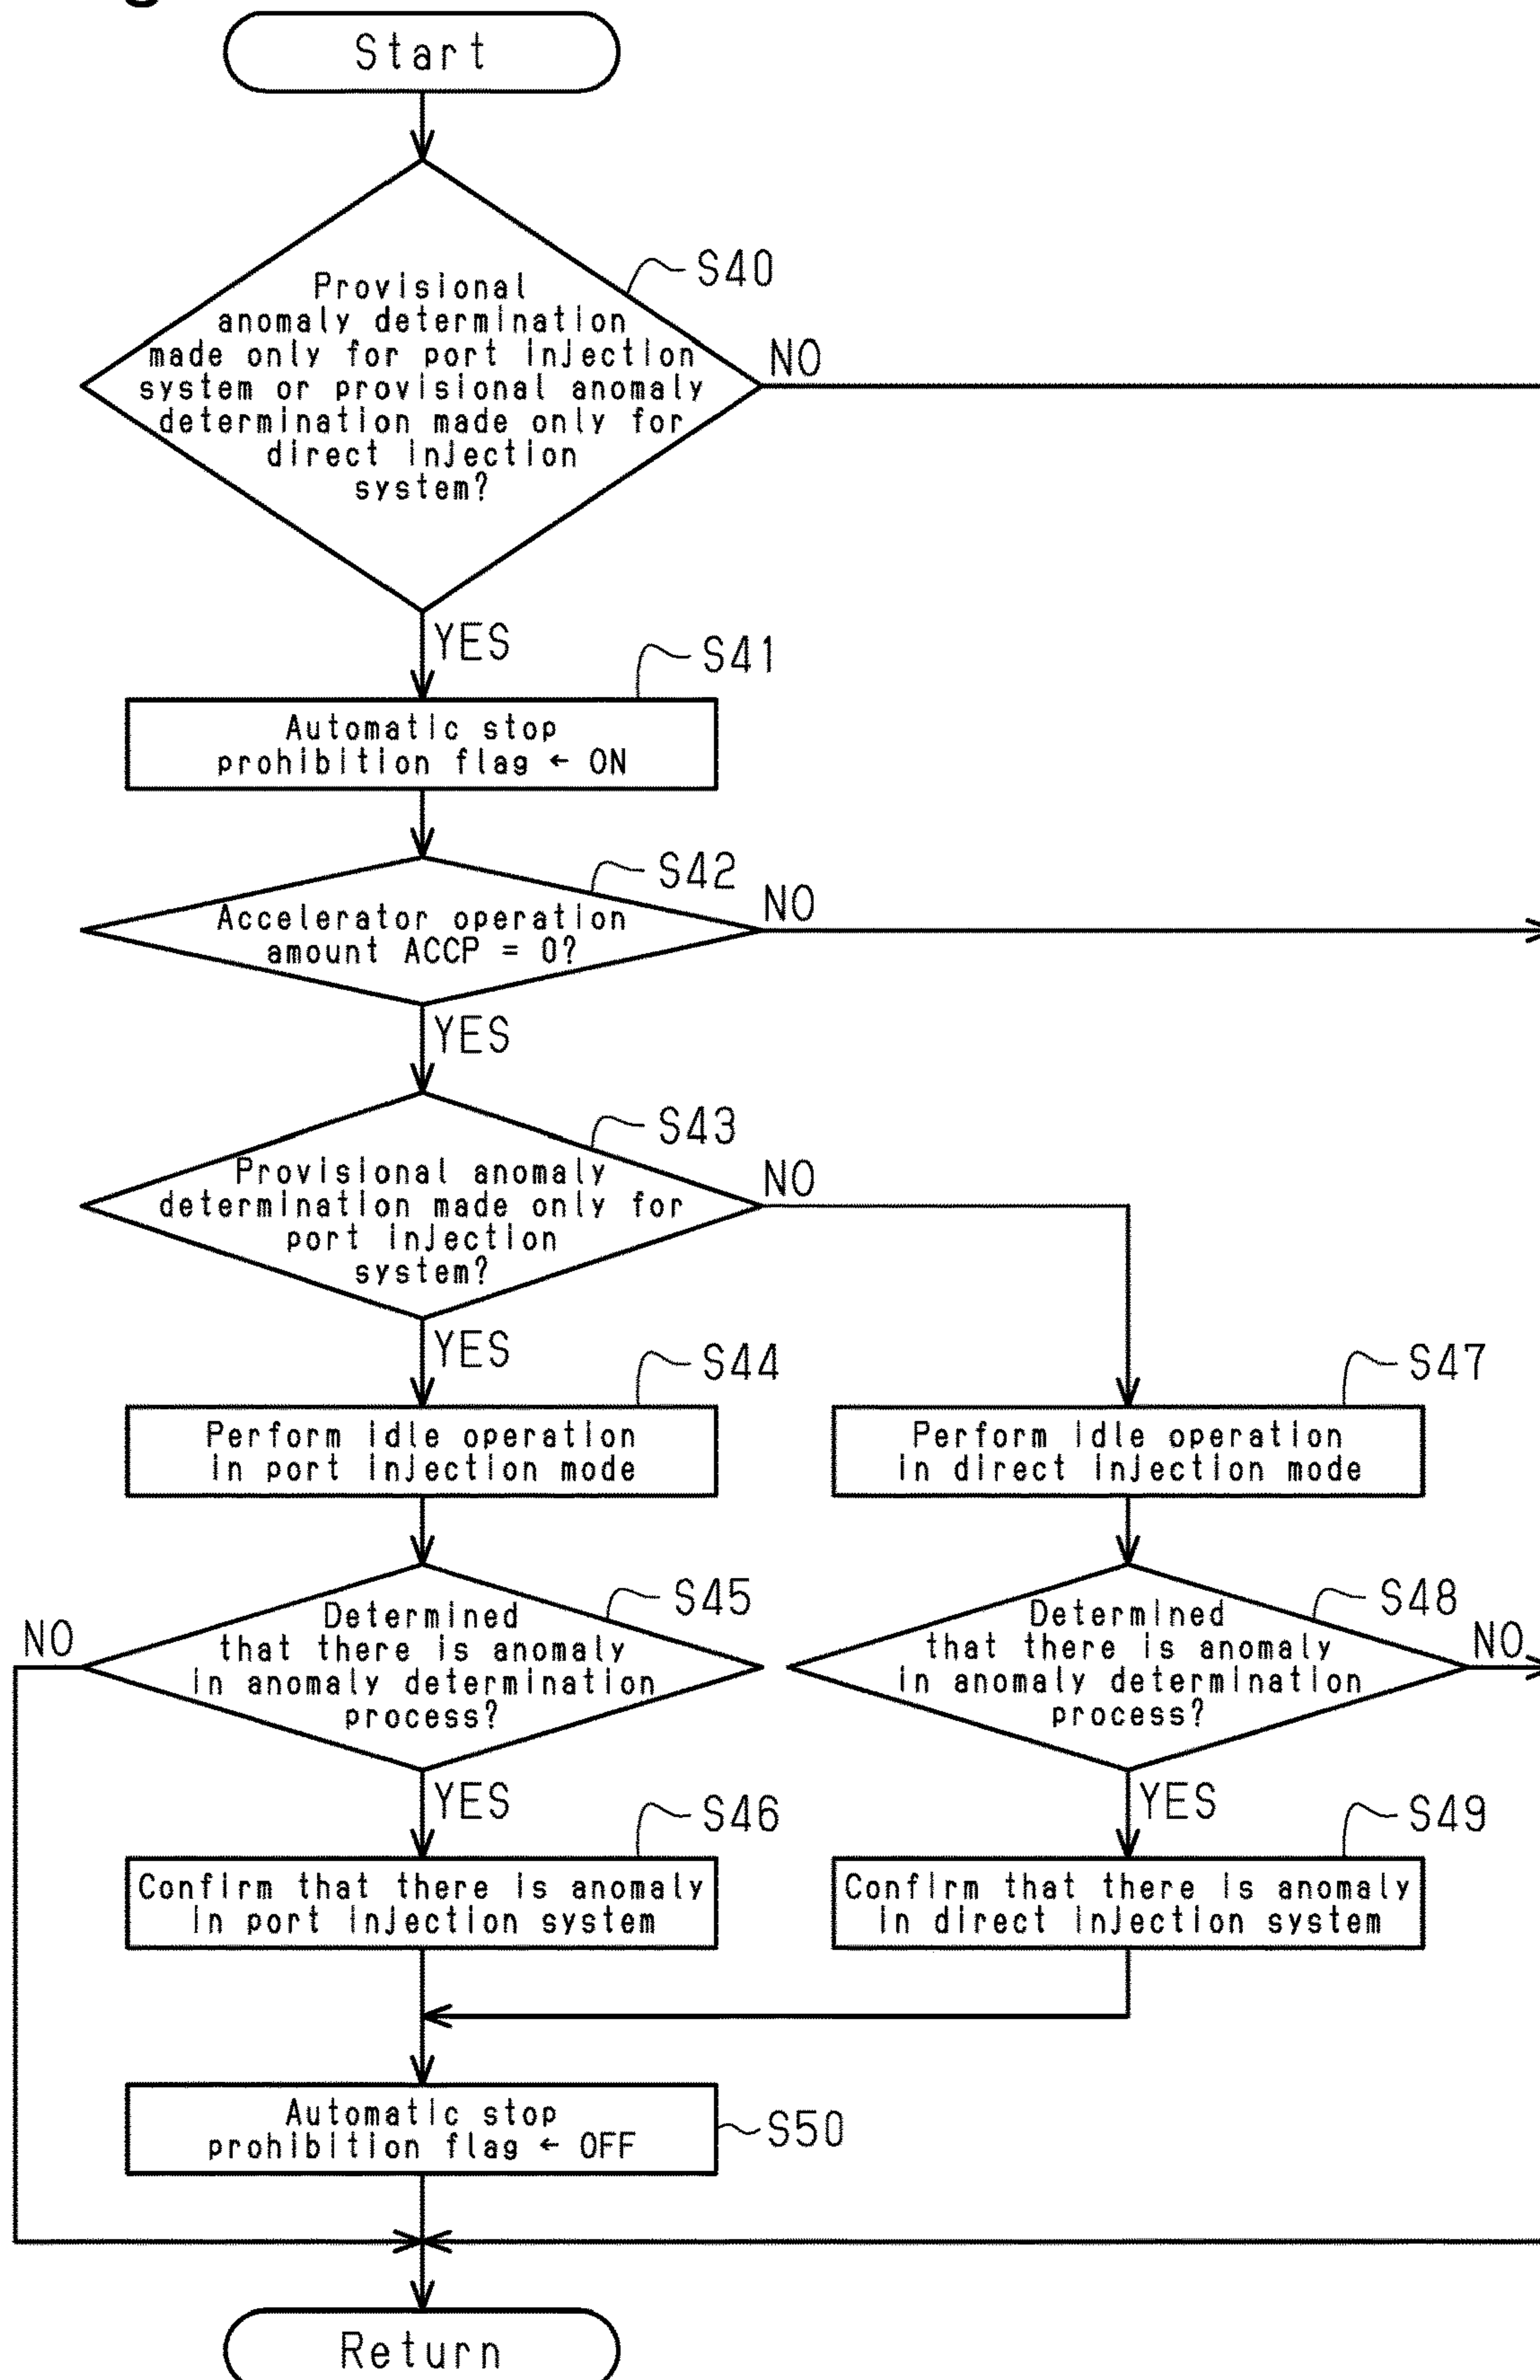 Start
S40
Provisional
anomaly determination
made only for port injection
system or provisional anomaly
determination made only for
direct injection
system?
NO
YES
S41
Automatic stop
prohibition flag ← ON
S42
Accelerator operation
amount ACCP = 0?
NO
YES
S43
Provisional anomaly
determination made only for
port injection
system?
NO
YES
S44
Perform idle operation
in port injection mode
S47
Perform idle operation
in direct injection mode
S45
Determined
that there is anomaly
in anomaly determination
process?
NO
YES
S48
Determined
that there is anomaly
in anomaly determination
process?
NO
YES
S46
Confirm that there is anomaly
in port injection system
S49
Confirm that there is anomaly
in direct injection system
Automatic stop
prohibition flag ← OFF
S50
Return